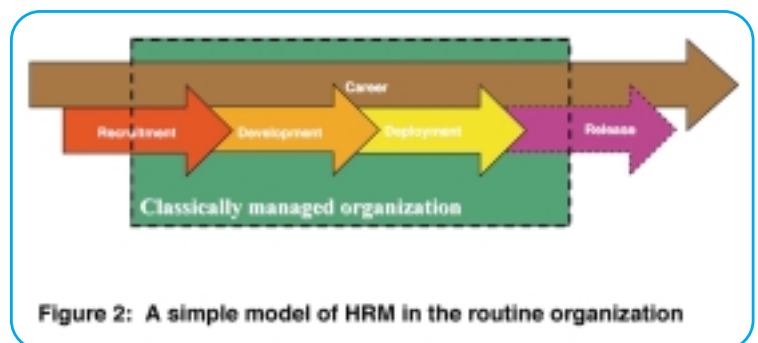 Career
Recruitment Development Deployment Release
Classically managed organization
Figure 2: A simple model of HRM in the routine organization